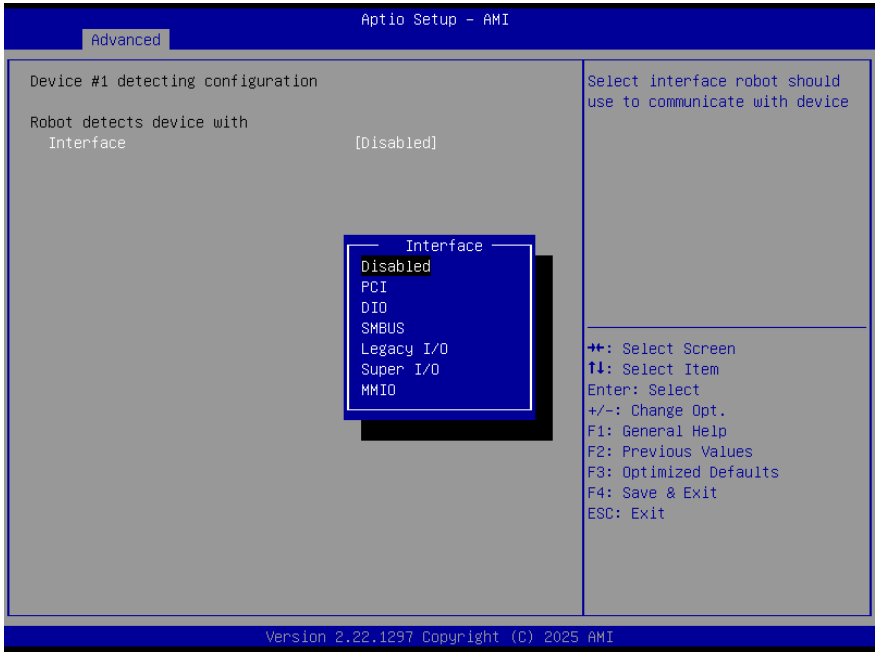 Aptio Setup – AMI
Advanced
Device #1 detecting configuration
Robot detects device with
Interface [Disabled]
Interface
Disabled
PCI
DIO
SMBUS
Legacy I/O
Super I/O
MMIO
Select interface robot should
use to communicate with device
→←: Select Screen
↑↓: Select Item
Enter: Select
+/-: Change Opt.
F1: General Help
F2: Previous Values
F3: Optimized Defaults
F4: Save & Exit
ESC: Exit
Version 2.22.1297 Copyright (C) 2025 AMI